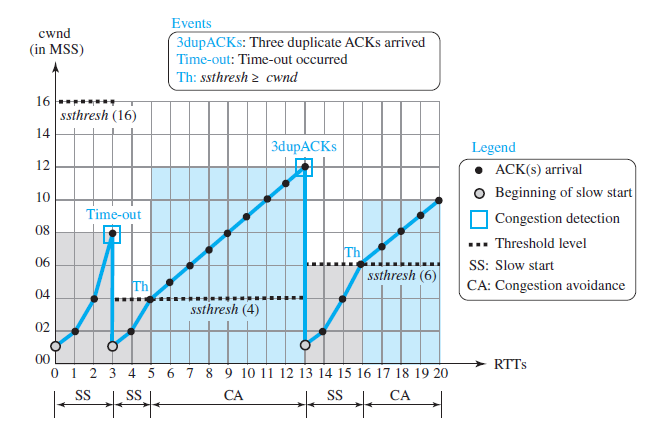 Events
3dupACKs: Three duplicate ACKs arrived
Time-out: Time-out occurred
Th: ssthresh ≥ cwnd
cwnd
(in MSS)
16
ssthresh (16)
14
3dupACKs
12
10
Time-out
08
06
Th
ssthresh (6)
Th
04
ssthresh (4)
02
00
0 1 2 3 4 5 6 7 8 9 10 11 12 13 14 15 16 17 18 19 20
RTTs
SS SS CA SS CA
Legend
ACK(s) arrival
Beginning of slow start
Congestion detection
Threshold level
SS: Slow start
CA: Congestion avoidance